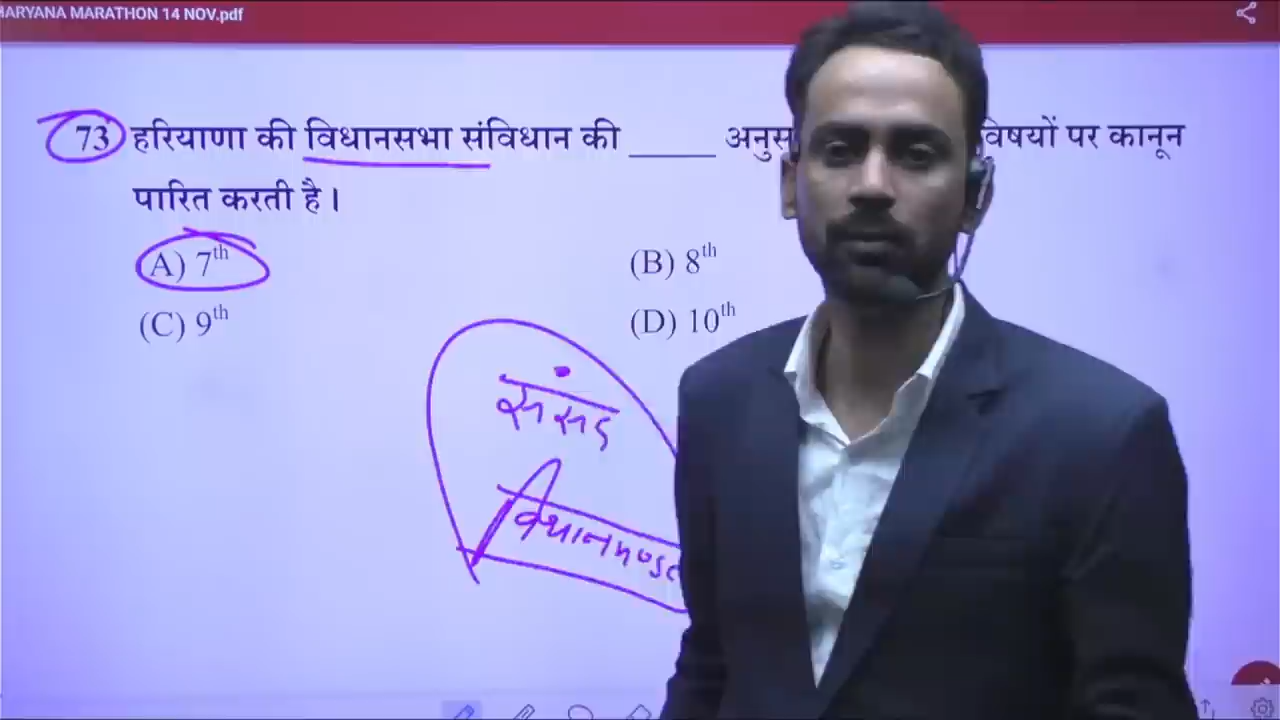 HARYANA MARATHON 14 NOV.pdf
73 हरियाणा की विधानसभा संविधान की _____ अनुस विषयों पर कानून
पारित करती है।
A) 7th
(B) 8th
(C) 9th
(D) 10th
संसद